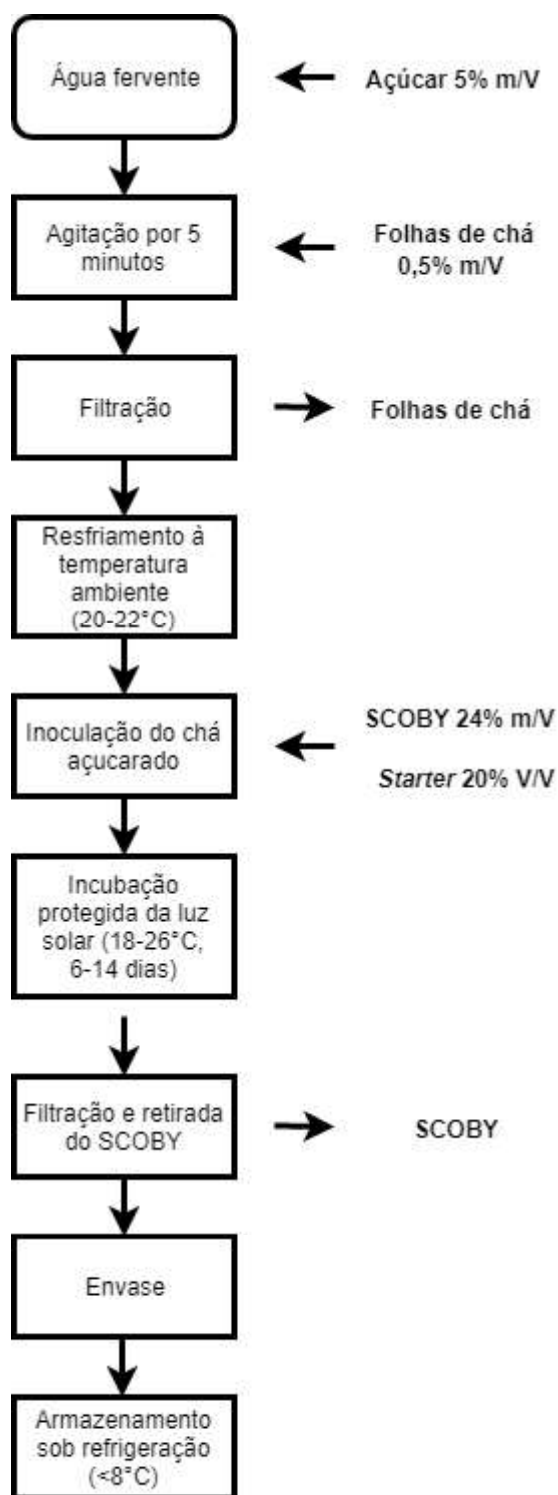 Água fervente
Açúcar 5% m/V
Agitação por 5
minutos
Folhas de chá
0,5% m/V
Filtração
Folhas de chá
Resfriamento à
temperatura
ambiente
(20-22°C)
Inoculação do chá
açucarado
SCOBY 24% m/V
Starter 20% V/V
Incubação
protegida da luz
solar (18-26°C,
6-14 dias)
Filtração e retirada
do SCOBY
SCOBY
Envase
Armazenamento
sob refrigeração
(<8°C)